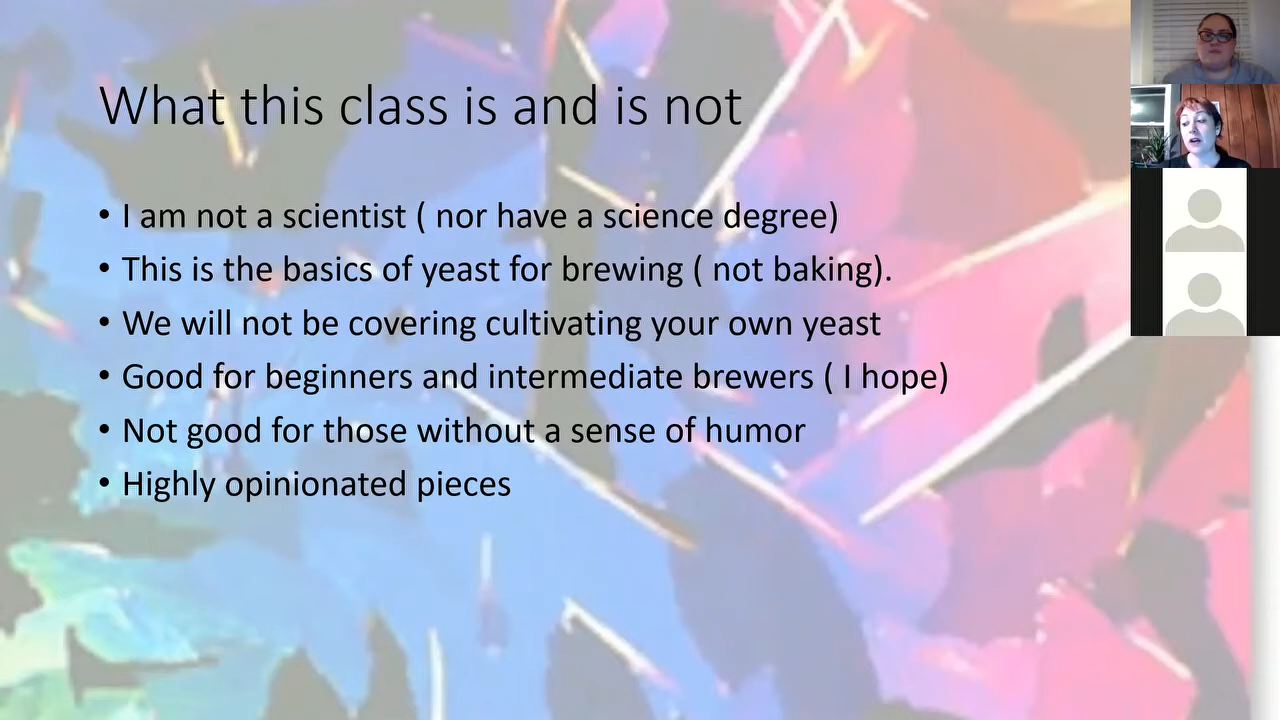 What this class is and is not
• I am not a scientist ( nor have a science degree)
• This is the basics of yeast for brewing ( not baking).
• We will not be covering cultivating your own yeast
• Good for beginners and intermediate brewers ( I hope)
• Not good for those without a sense of humor
• Highly opinionated pieces